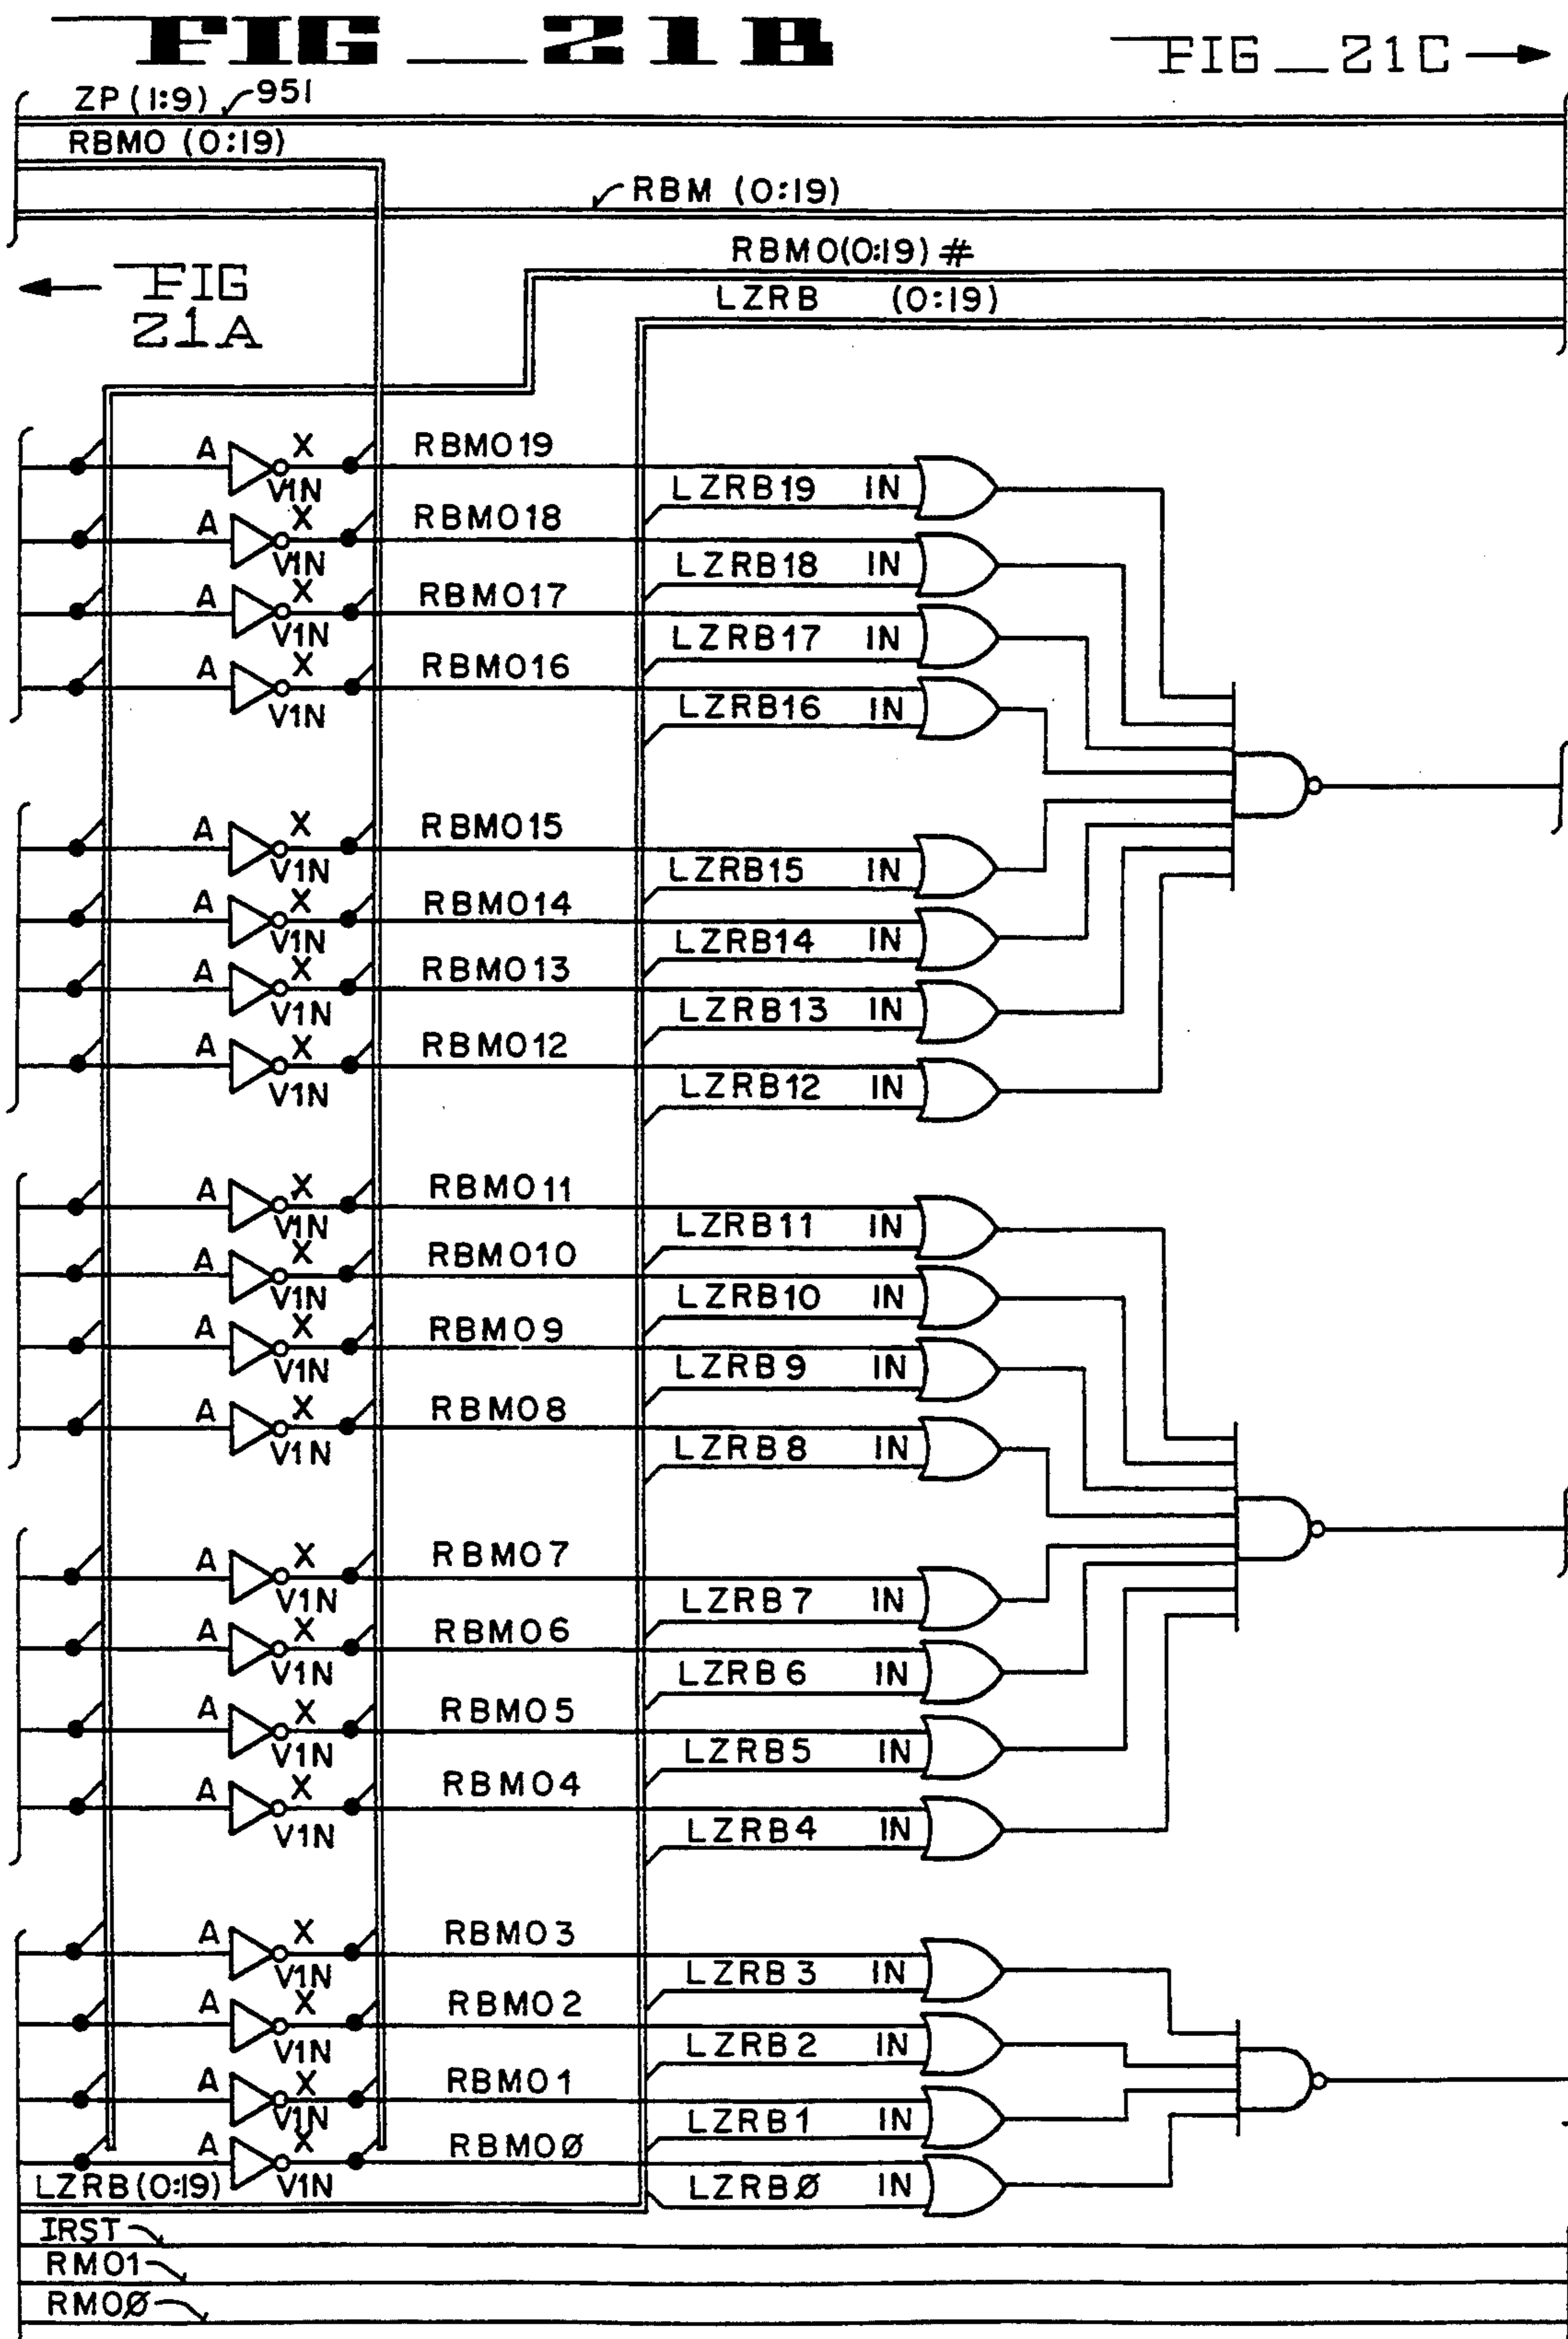 FIG_21B
FIG_21C
ZP (1:9) 951
RBMO (0:19)
RBM (0:19)
RBMO(0:19)#
LZRB (0:19)
FIG
21A
A X RBMO19
V1N LZRB19 IN
A X RBMO18
V1N LZRB18 IN
A X RBMO17
V1N LZRB17 IN
A X RBMO16
V1N LZRB16 IN
A X RBMO15
V1N LZRB15 IN
A X RBMO14
V1N LZRB14 IN
A X RBMO13
V1N LZRB13 IN
A X RBMO12
V1N LZRB12 IN
A X RBMO11
V1N LZRB11 IN
A X RBMO10
V1N LZRB10 IN
A X RBMO9
V1N LZRB9 IN
A X RBMO8
V1N LZRB8 IN
A X RBMO7
V1N LZRB7 IN
A X RBMO6
V1N LZRB6 IN
A X RBMO5
V1N LZRB5 IN
A X RBMO4
V1N LZRB4 IN
A X RBMO3
V1N LZRB3 IN
A X RBMO2
V1N LZRB2 IN
A X RBMO1
V1N LZRB1 IN
A X RBMOØ
LZRB(0:19) V1N LZRBØ IN
IRST
RMO1
RMOØ